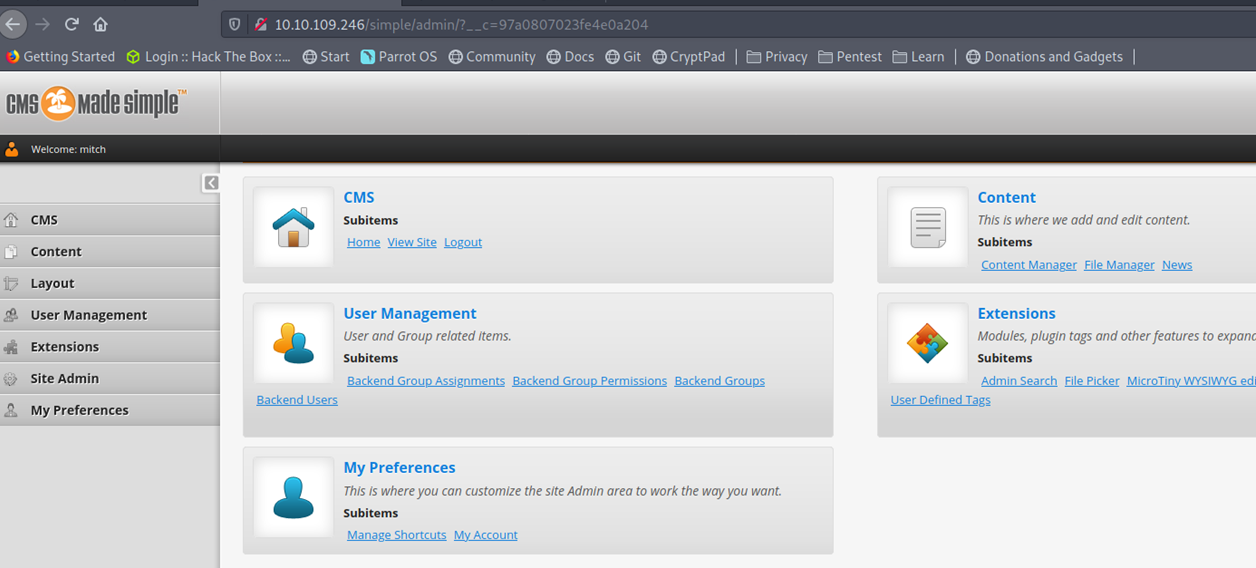 10.10.109.246/simple/admin/?__c=97a0807023fe4e0a204
Getting Started Login :: Hack The Box ::... Start Parrot OS Community Docs Git CryptPad Privacy Pentest Learn Donations and Gadgets
CMS made simple™
Welcome: mitch
CMS
Content
Layout
User Management
Extensions
Site Admin
My Preferences
CMS
Subitems
Home View Site Logout
Content
This is where we add and edit content.
Subitems
Content Manager File Manager News
User Management
User and Group related items.
Subitems
Backend Group Assignments Backend Group Permissions Backend Groups
Backend Users
Extensions
Modules, plugin tags and other features to expand
Subitems
Admin Search File Picker MicroTiny WYSIWYG edi
User Defined Tags
My Preferences
This is where you can customize the site Admin area to work the way you want.
Subitems
Manage Shortcuts My Account